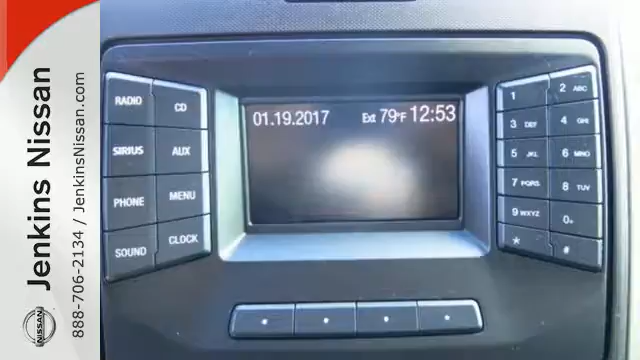 Jenkins Nissan
888-706-2134 / JenkinsNissan.com
NISSAN
RADIO
CD
SIRIUS
AUX
PHONE
MENU
SOUND
CLOCK
01.19.2017 Ext 79°F 12:53
1
2 ABC
3 DEF
4 GHI
5 JKL
6 MNO
7 PQRS
8 TUV
9 WXYZ
0+
*
#